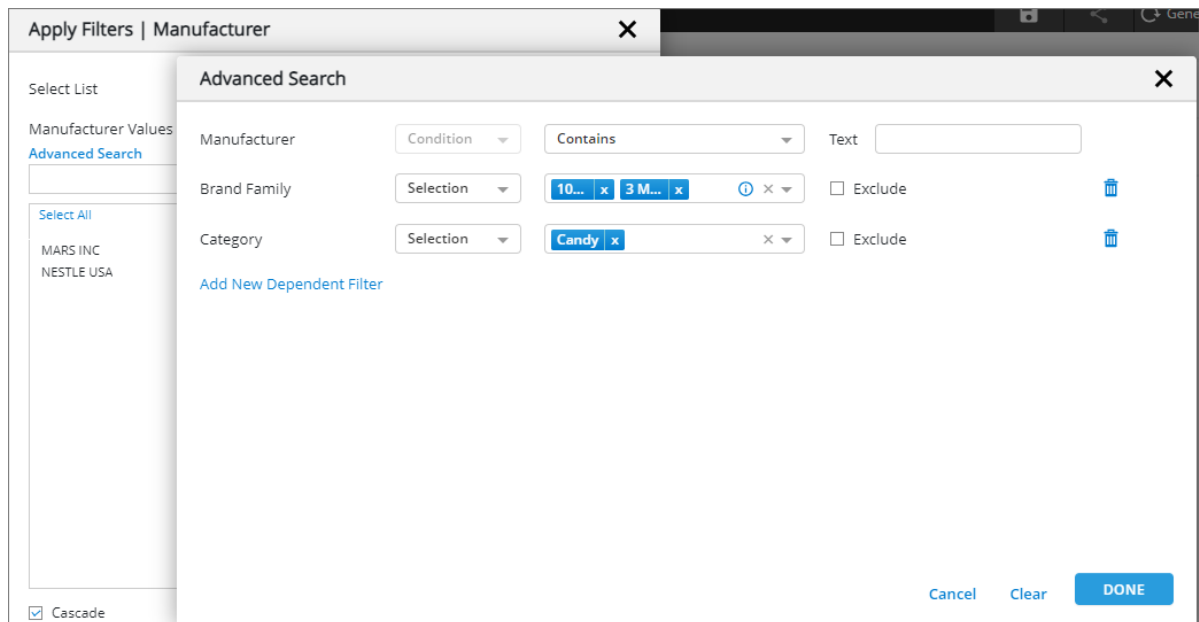 Apply Filters | Manufacturer
Gene
Select List
Manufacturer Values
Advanced Search
Select All
MARS INC
NESTLE USA
Cascade
Advanced Search
Manufacturer Condition Contains Text
Brand Family Selection 10... x 3 M... x Exclude
Category Selection Candy x Exclude
Add New Dependent Filter
Cancel Clear DONE